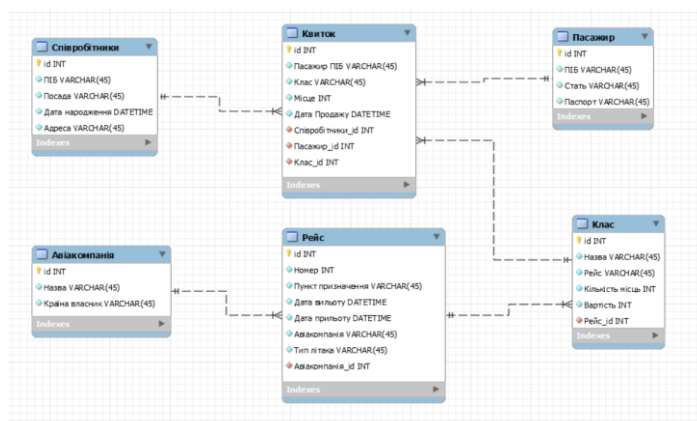 Співробітники
id INT
ПІБ VARCHAR(45)
Посада VARCHAR(45)
Дата народження DATETIME
Адреса VARCHAR(45)
Indexes
Квиток
id INT
Пасажир ПІБ VARCHAR(45)
Клас VARCHAR(45)
Місце INT
Дата Продажу DATETIME
Співробітники_id INT
Пасажир_id INT
Клас_id INT
Indexes
Пасажир
id INT
ПІБ VARCHAR(45)
Стать VARCHAR(45)
Паспорт VARCHAR(45)
Indexes
Авіакомпанія
id INT
Назва VARCHAR(45)
Країна власник VARCHAR(45)
Indexes
Рейс
id INT
Номер INT
Пункт призначення VARCHAR(45)
Дата вильоту DATETIME
Дата прильоту DATETIME
Авіакомпанія VARCHAR(45)
Тип літака VARCHAR(45)
Авіакомпанія_id INT
Indexes
Клас
id INT
Назва VARCHAR(45)
Рейс VARCHAR(45)
Кількість місць INT
Вартість INT
Рейс_id INT
Indexes